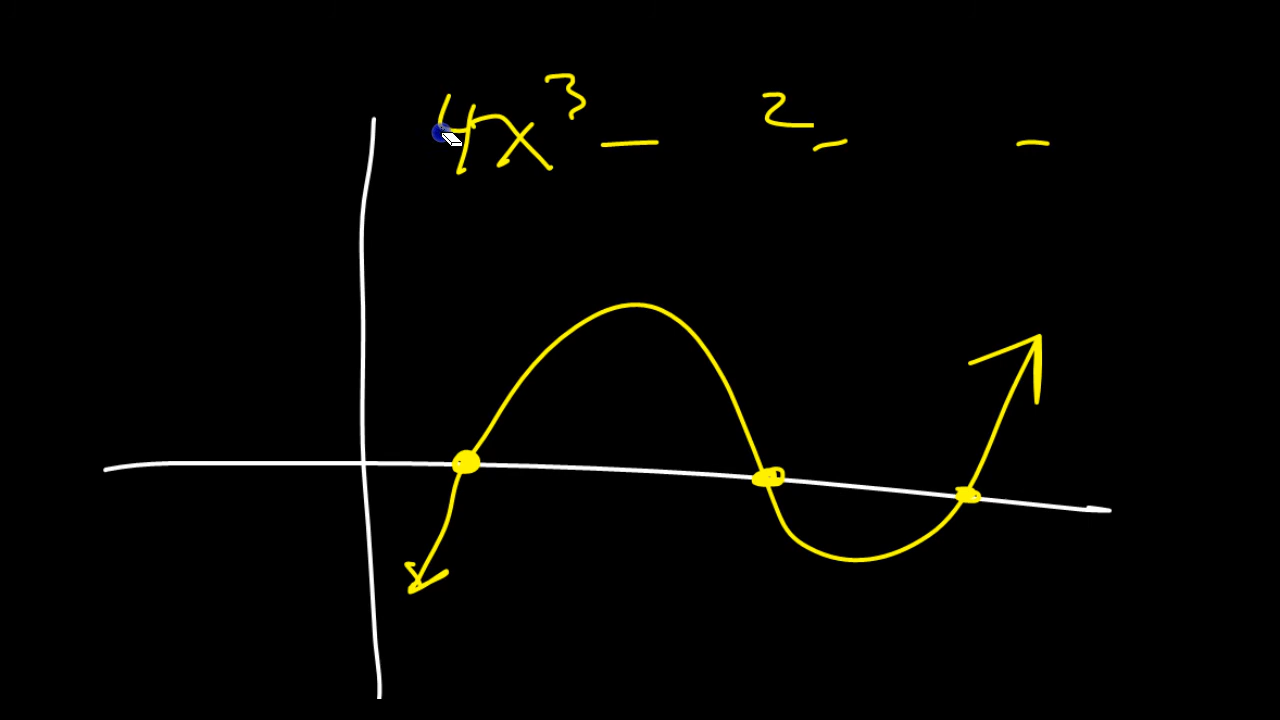 4x³ — ² - -